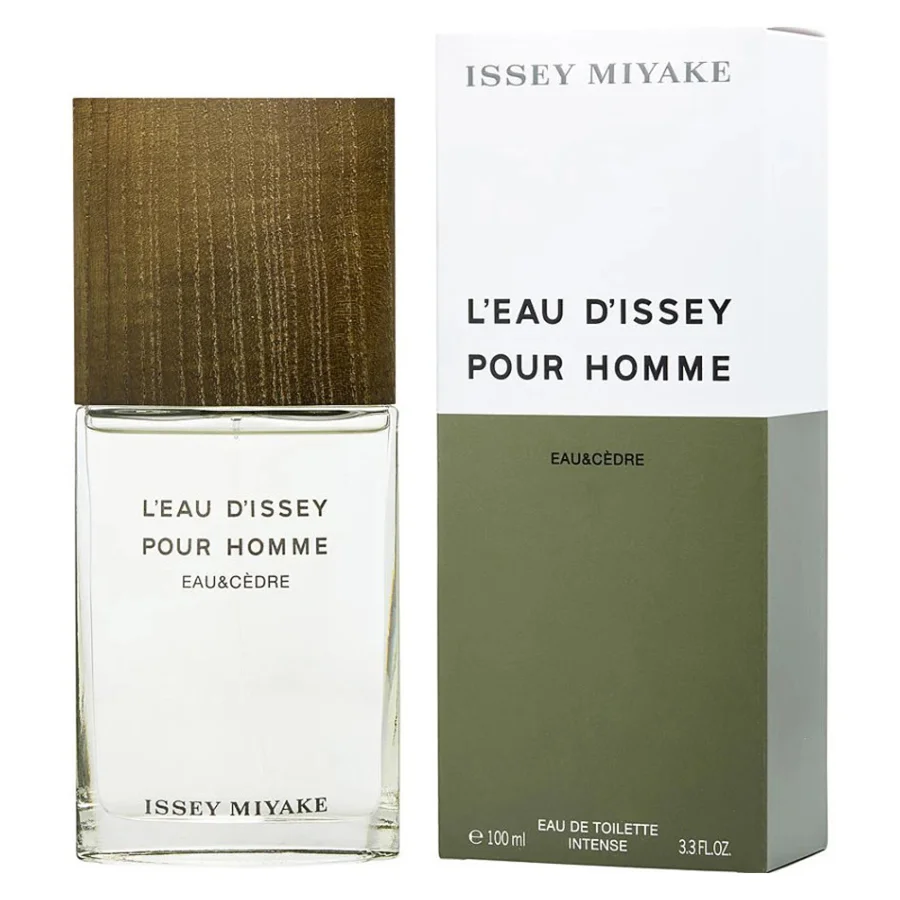 L'EAU D'ISSEY
POUR HOMME
EAU&CÈDRE
ISSEY MIYAKE
ISSEY MIYAKE
L'EAU D'ISSEY
POUR HOMME
EAU&CÈDRE
℮ 100 ml
EAU DE TOILETTE
INTENSE
3.3 FL.OZ.